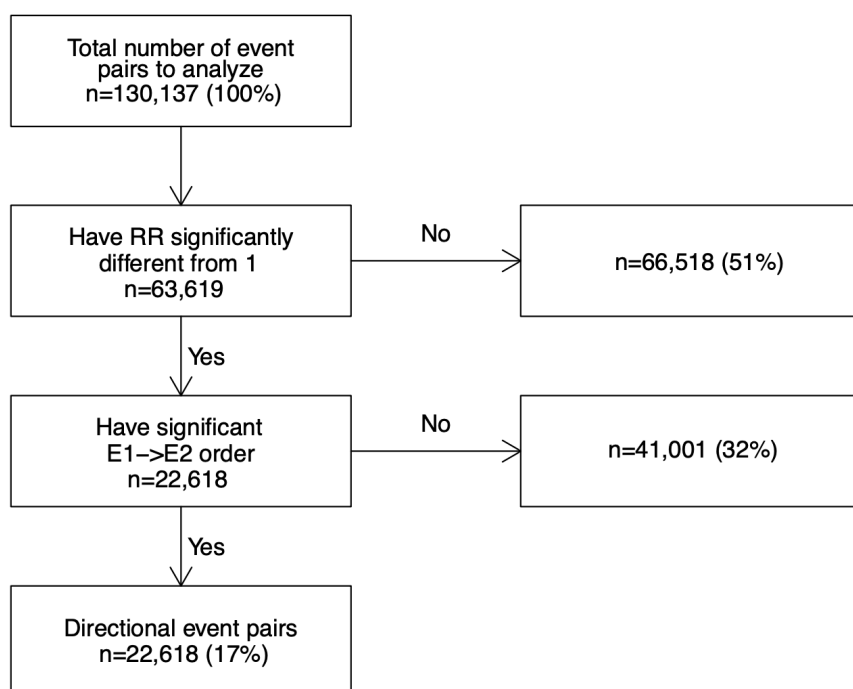 Total number of event
pairs to analyze
n=130,137 (100%)
Have RR significantly
different from 1
n=63,619
No
n=66,518 (51%)
Yes
Have significant
E1−>E2 order
n=22,618
No
n=41,001 (32%)
Yes
Directional event pairs
n=22,618 (17%)